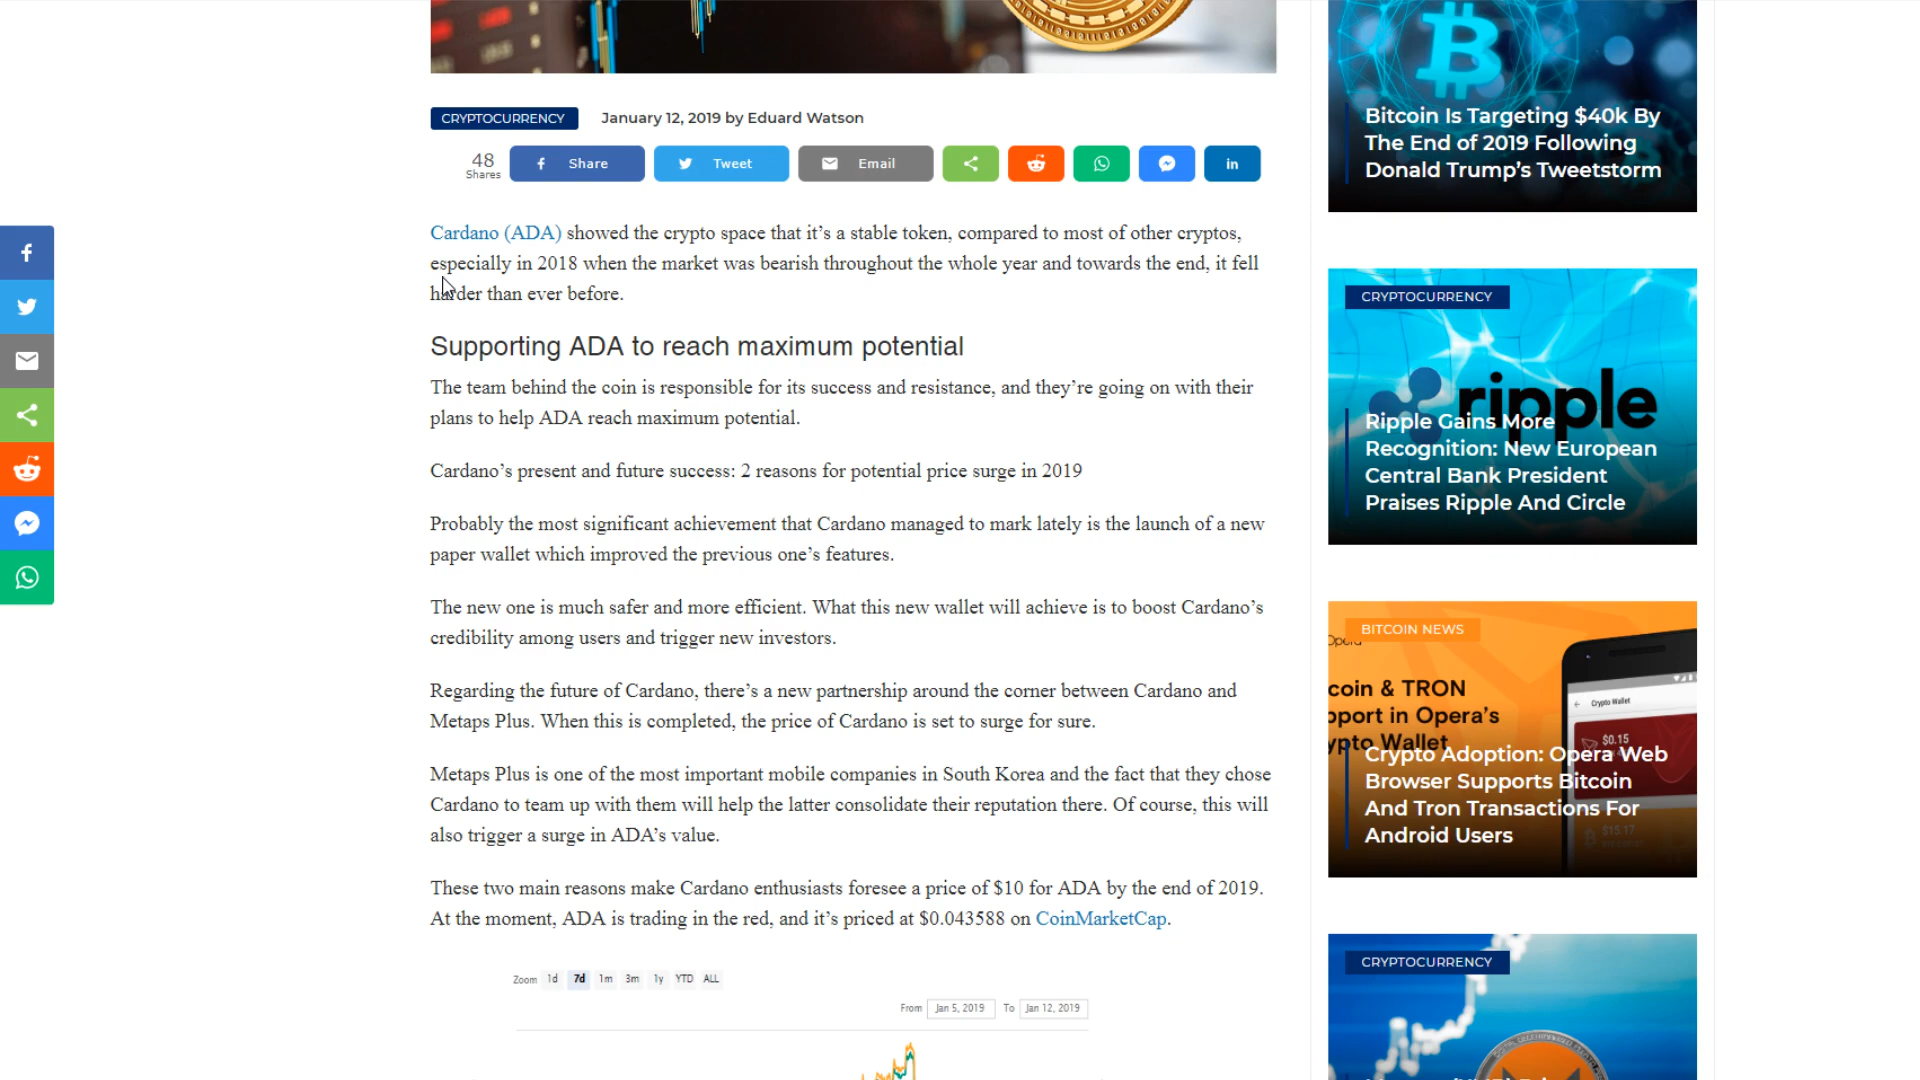 CRYPTOCURRENCY January 12, 2019 by Eduard Watson
48
Shares
Share
Tweet
Email
in
Cardano (ADA) showed the crypto space that it’s a stable token, compared to most of other cryptos,
especially in 2018 when the market was bearish throughout the whole year and towards the end, it fell
harder than ever before.
Supporting ADA to reach maximum potential
The team behind the coin is responsible for its success and resistance, and they’re going on with their
plans to help ADA reach maximum potential.
Cardano’s present and future success: 2 reasons for potential price surge in 2019
Probably the most significant achievement that Cardano managed to mark lately is the launch of a new
paper wallet which improved the previous one’s features.
The new one is much safer and more efficient. What this new wallet will achieve is to boost Cardano’s
credibility among users and trigger new investors.
Regarding the future of Cardano, there’s a new partnership around the corner between Cardano and
Metaps Plus. When this is completed, the price of Cardano is set to surge for sure.
Metaps Plus is one of the most important mobile companies in South Korea and the fact that they chose
Cardano to team up with them will help the latter consolidate their reputation there. Of course, this will
also trigger a surge in ADA’s value.
These two main reasons make Cardano enthusiasts foresee a price of $10 for ADA by the end of 2019.
At the moment, ADA is trading in the red, and it’s priced at $0.043588 on CoinMarketCap.
Zoom 1d 7d 1m 3m 1y YTD ALL
From Jan 5, 2019 To Jan 12, 2019
Bitcoin Is Targeting $40k By
The End of 2019 Following
Donald Trump’s Tweetstorm
CRYPTOCURRENCY
ripple
Ripple Gains More
Recognition: New European
Central Bank President
Praises Ripple And Circle
BITCOIN NEWS
coin & TRON
pport in Opera’s
ypto Wallet
Crypto Wallet
$0.15
$15.17
Crypto Adoption: Opera Web
Browser Supports Bitcoin
And Tron Transactions For
Android Users
CRYPTOCURRENCY